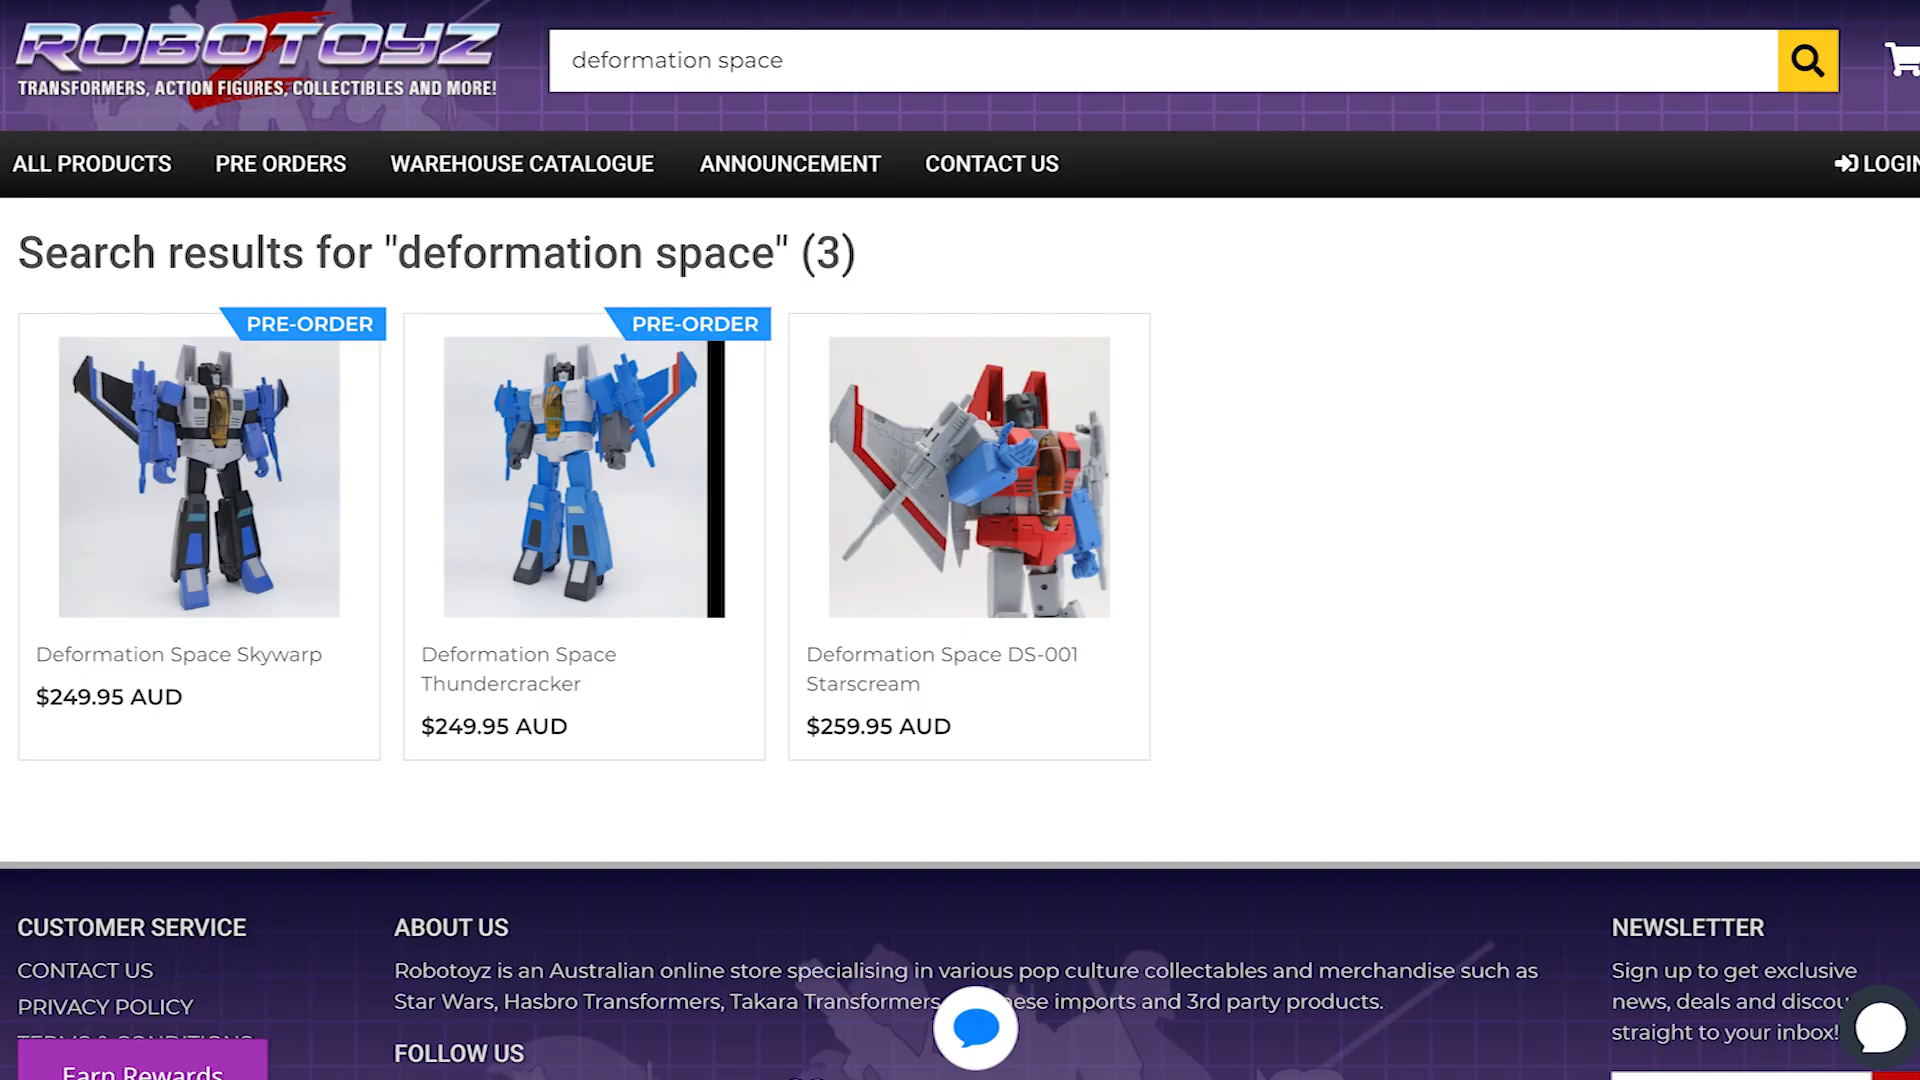 ROBOTOYZ
TRANSFORMERS, ACTION FIGURES, COLLECTIBLES AND MORE!
deformation space
ALL PRODUCTS
PRE ORDERS
WAREHOUSE CATALOGUE
ANNOUNCEMENT
CONTACT US
LOGIN
Search results for "deformation space" (3)
PRE-ORDER
Deformation Space Skywarp
$249.95 AUD
PRE-ORDER
Deformation Space
Thundercracker
$249.95 AUD
Deformation Space DS-001
Starscream
$259.95 AUD
CUSTOMER SERVICE
CONTACT US
PRIVACY POLICY
TERMS & CONDITIONS
Earn Rewards
ABOUT US
Robotoyz is an Australian online store specialising in various pop culture collectables and merchandise such as
Star Wars, Hasbro Transformers, Takara Transformers imports and 3rd party products.
FOLLOW US
NEWSLETTER
Sign up to get exclusive
news, deals and
straight to your inbox!